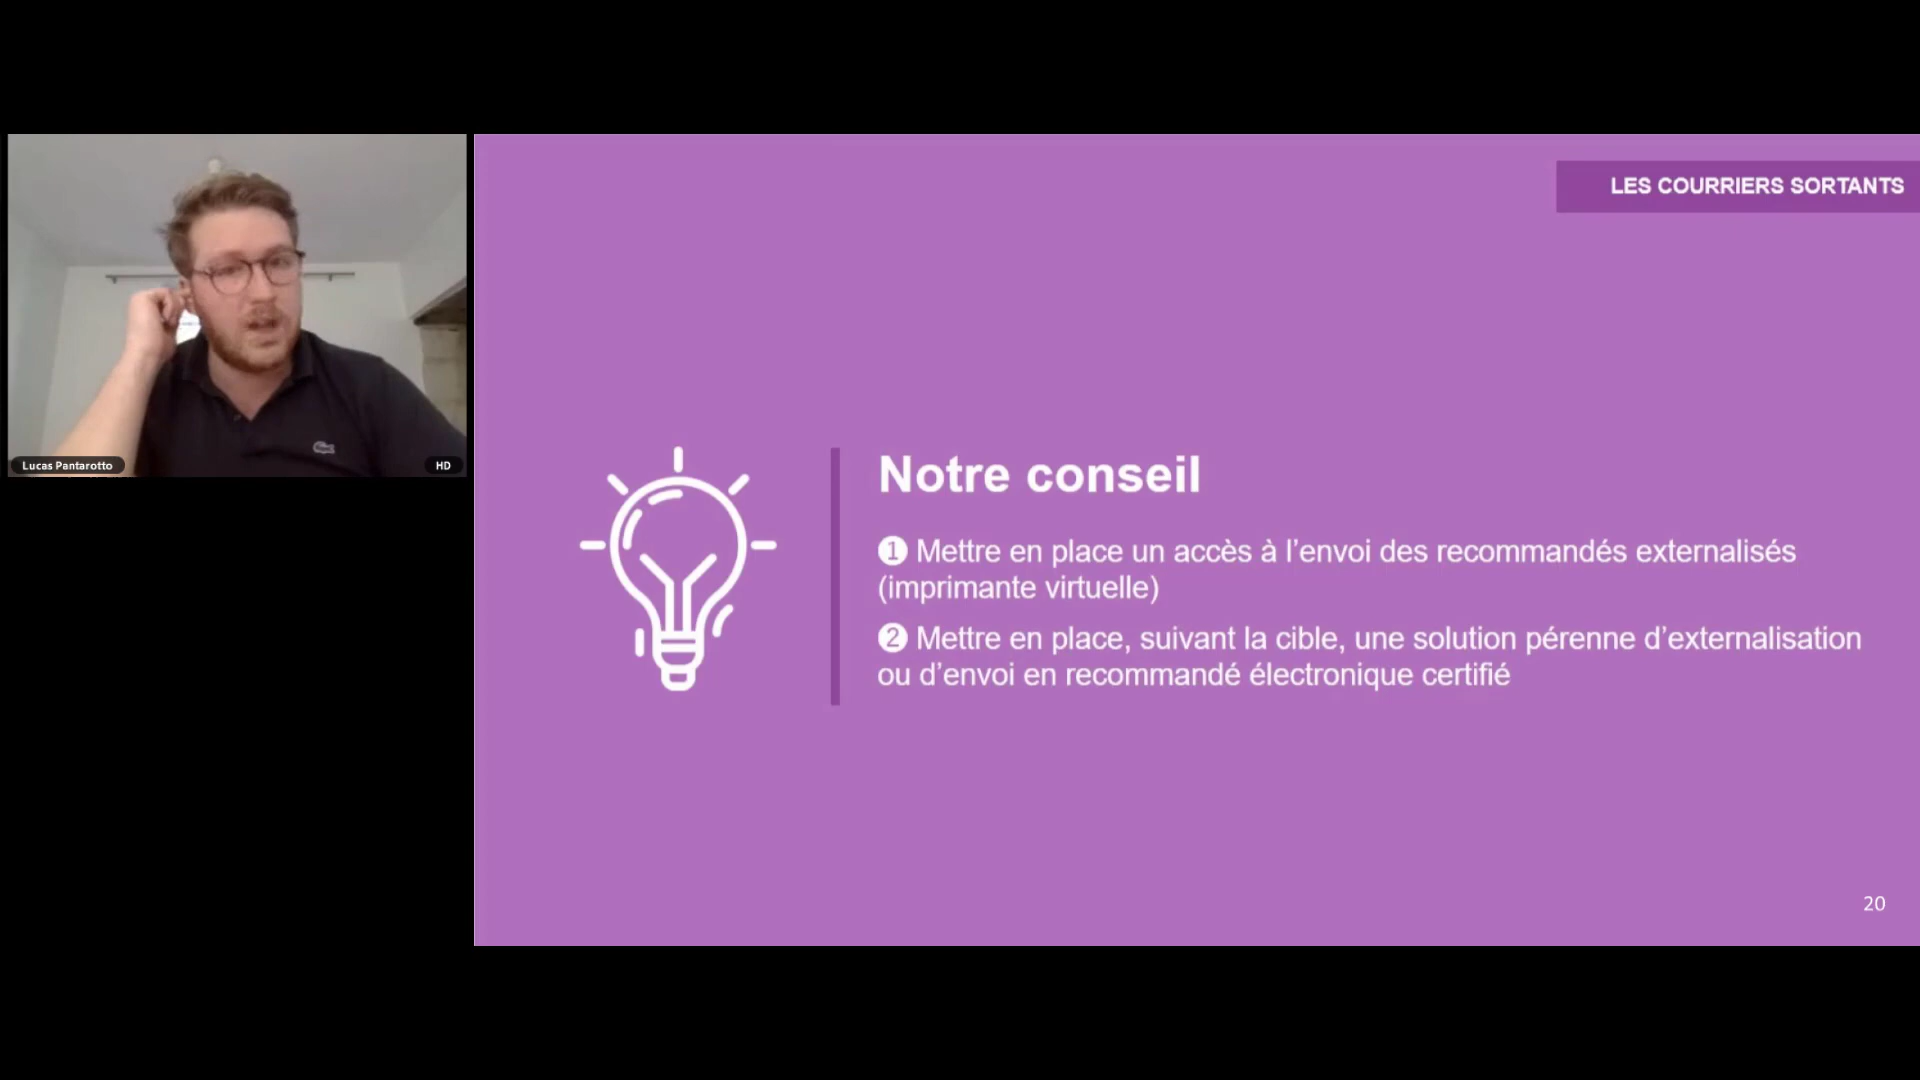 LES COURRIERS SORTANTS
Lucas Pantarotto
HD
Notre conseil
❶ Mettre en place un accès à l’envoi des recommandés externalisés
(imprimante virtuelle)
❷ Mettre en place, suivant la cible, une solution pérenne d’externalisation
ou d’envoi en recommandé électronique certifié
20